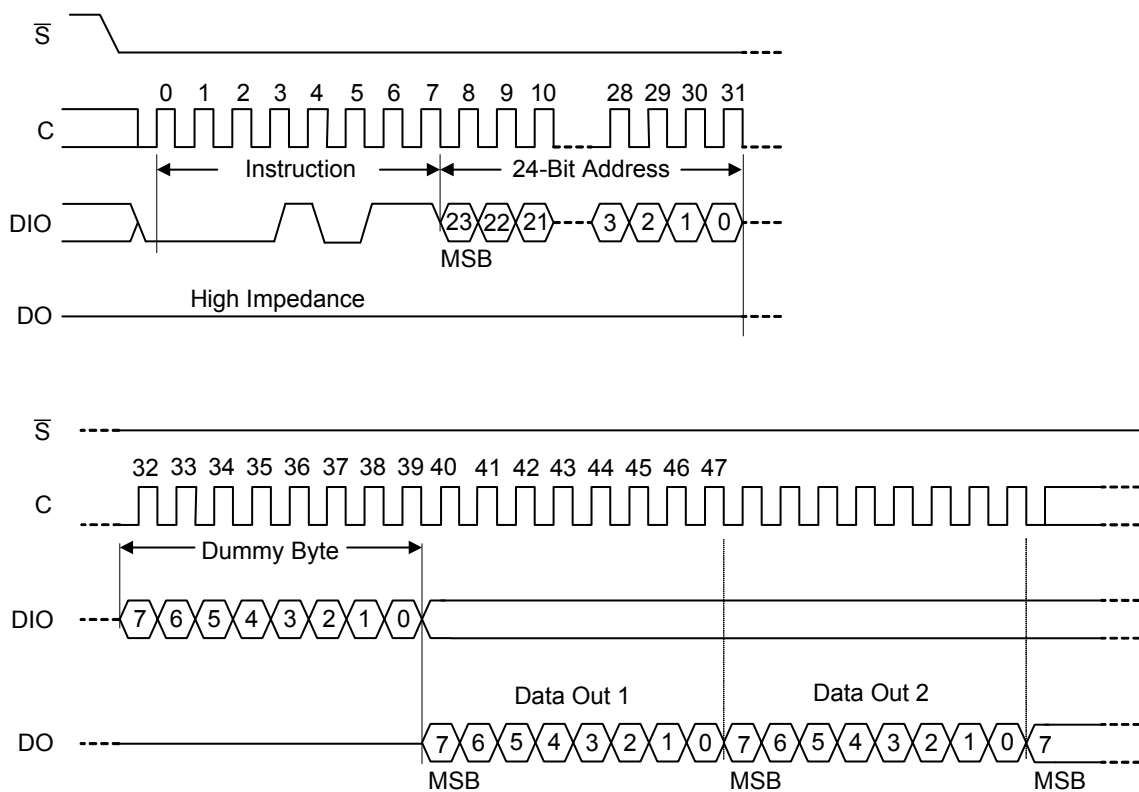 S̅
0 1 2 3 4 5 6 7 8 9 10 28 29 30 31
C
Instruction 24-Bit Address
DIO 23 22 21 3 2 1 0
MSB
High Impedance
DO
S̅
32 33 34 35 36 37 38 39 40 41 42 43 44 45 46 47
C
Dummy Byte
DIO 7 6 5 4 3 2 1 0
Data Out 1 Data Out 2
DO 7 6 5 4 3 2 1 0 7 6 5 4 3 2 1 0 7
MSB MSB MSB